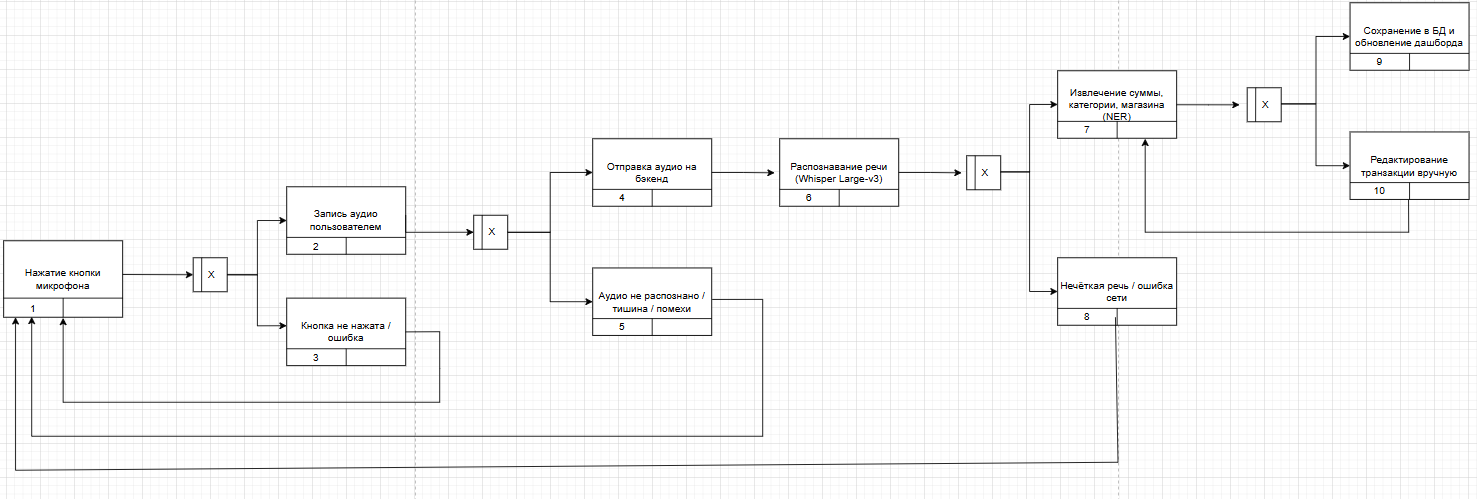 Нажатие кнопки
микрофона
1
X
Запись аудио
пользователем
2
Кнопка не нажата /
ошибка
3
X
Отправка аудио на
бэкенд
4
Аудио не распознано /
тишина / помехи
5
Распознавание речи
(Whisper Large-v3)
6
X
Извлечение суммы,
категории, магазина
(NER)
7
Нечёткая речь / ошибка
сети
8
X
Сохранение в БД и
обновление дашборда
9
Редактирование
транзакции вручную
10